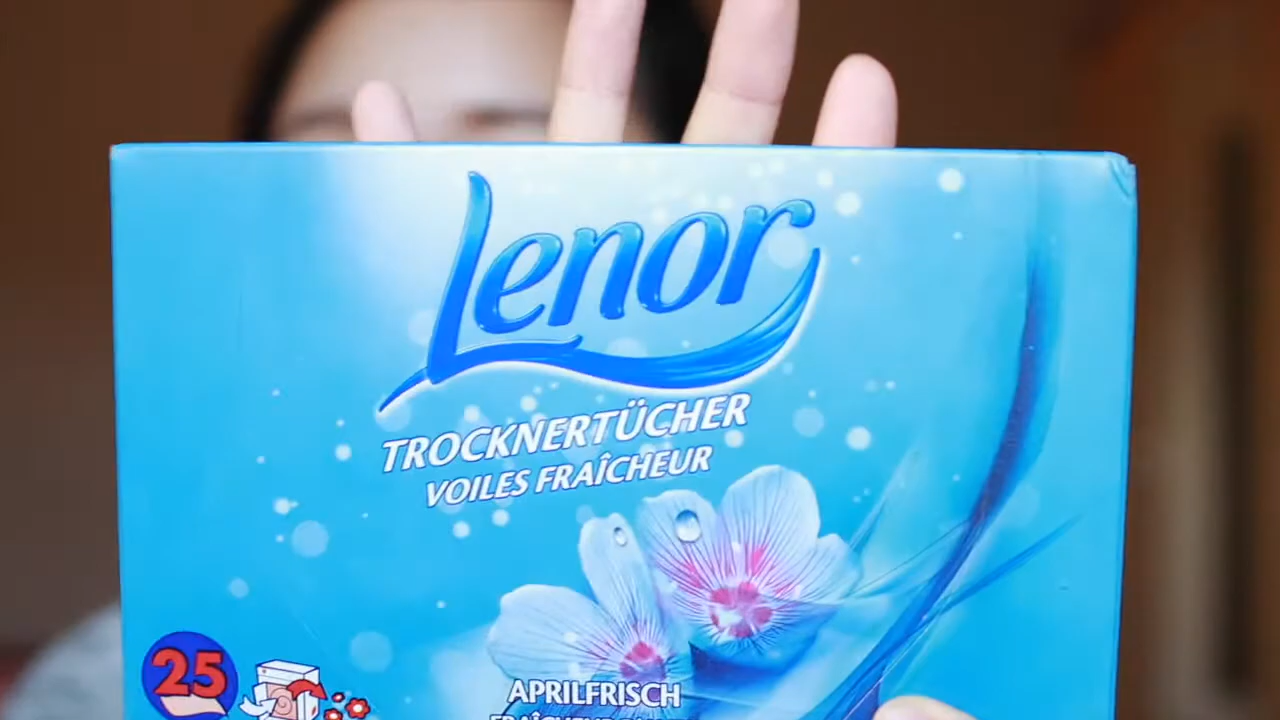 Lenor
TROCKNERTÜCHER
VOILES FRAÎCHEUR
25
APRILFRISCH